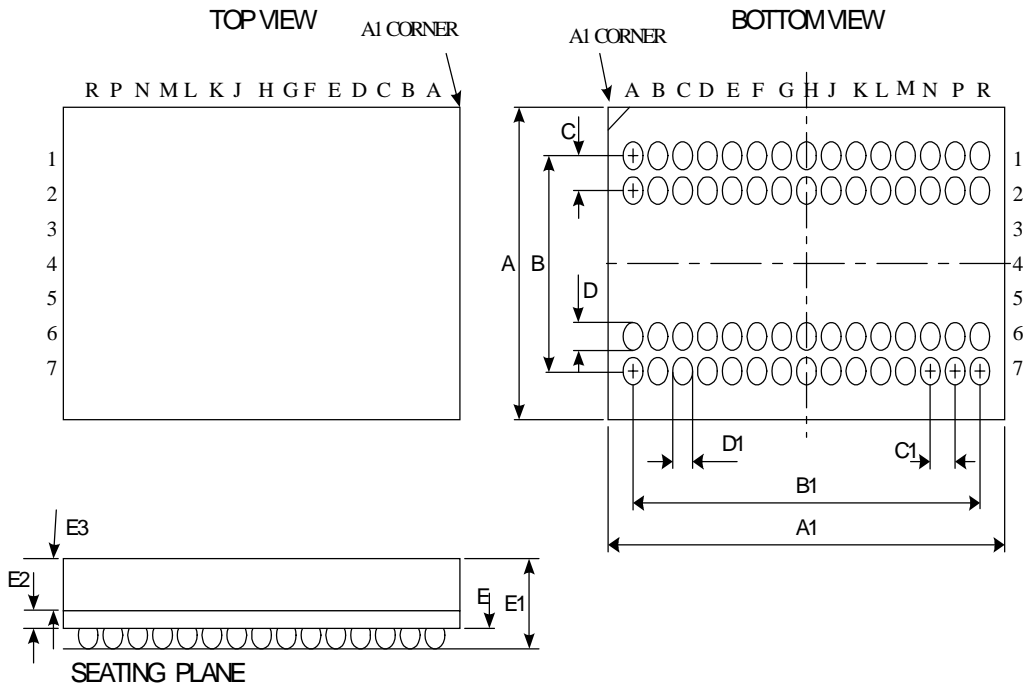 TOP VIEW
A1 CORNER
R P N M L K J H G F E D C B A
1
2
3
4
5
6
7
BOTTOM VIEW
A1 CORNER
A B C D E F G H J K L M N P R
C
1
2
3
4
5
6
7
A
B
D
D1
C1
B1
A1
E3
E2
E
E1
SEATING PLANE